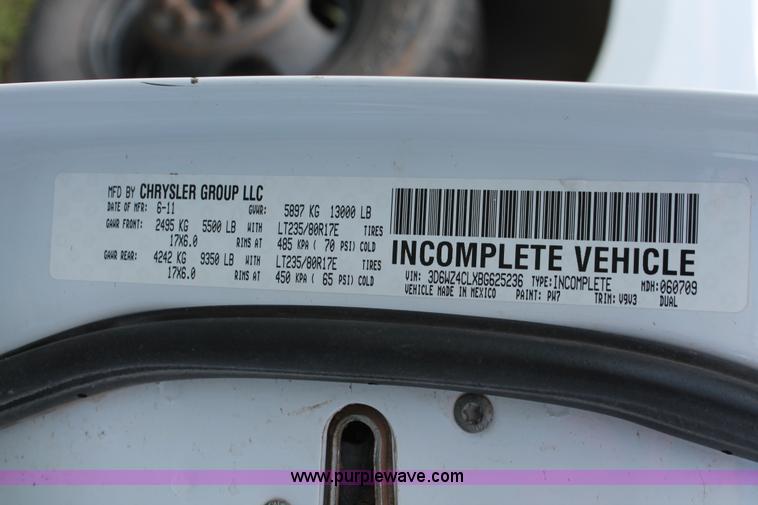 MFD BY CHRYSLER GROUP LLC
DATE OF MFR: 6-11 GVWR: 5897 KG 13000 LB
GAWR FRONT: 2495 KG 5500 LB WITH LT235/80R17E TIRES
17X6.0 RIMS AT 485 KPA ( 70 PSI) COLD
GAWR REAR: 4242 KG 9350 LB WITH LT235/80R17E TIRES
17X6.0 RIMS AT 450 KPA ( 65 PSI) COLD
INCOMPLETE VEHICLE
VIN: 3D6WZ4CLXBG625236 TYPE: INCOMPLETE MDH: 060709
VEHICLE MADE IN MEXICO PAINT: PW7 TRIM: V9V3 DUAL
www.purplewave.com